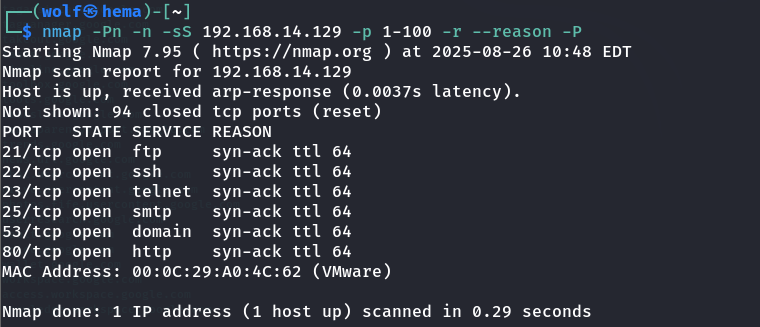 ┌──(wolf㉿hema)-[~]
└─$ nmap -Pn -n -sS 192.168.14.129 -p 1-100 -r --reason -P
Starting Nmap 7.95 ( https://nmap.org ) at 2025-08-26 10:48 EDT
Nmap scan report for 192.168.14.129
Host is up, received arp-response (0.0037s latency).
Not shown: 94 closed tcp ports (reset)
PORT   STATE SERVICE REASON
21/tcp open  ftp     syn-ack ttl 64
22/tcp open  ssh     syn-ack ttl 64
23/tcp open  telnet  syn-ack ttl 64
25/tcp open  smtp    syn-ack ttl 64
53/tcp open  domain  syn-ack ttl 64
80/tcp open  http    syn-ack ttl 64
MAC Address: 00:0C:29:A0:4C:62 (VMware)

Nmap done: 1 IP address (1 host up) scanned in 0.29 seconds